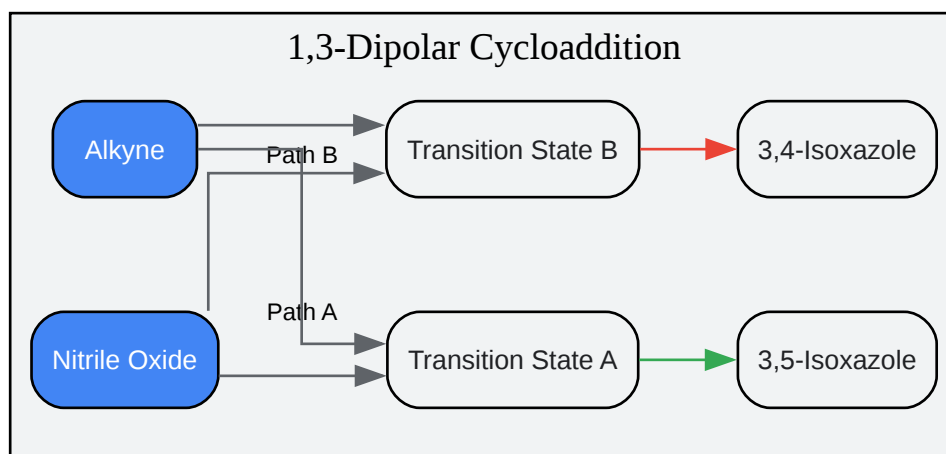 1,3-Dipolar Cycloaddition
Alkyne
Path B
Transition State B
3,4-Isoxazole
Path A
Nitrile Oxide
Transition State A
3,5-Isoxazole